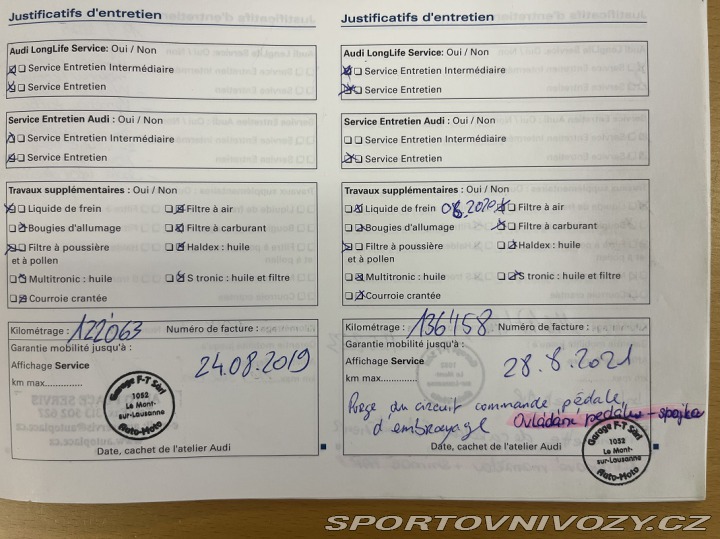 Justificatifs d'entretien
Audi LongLife Service: Oui / Non
Service Entretien Intermédiaire
Service Entretien
Service Entretien Audi : Oui / Non
Service Entretien Intermédiaire
Service Entretien
Travaux supplémentaires : Oui / Non
Liquide de frein Filtre à air
Bougies d'allumage Filtre à carburant
Filtre à poussière Haldex : huile
et à pollen
Multitronic : huile S tronic : huile et filtre
Courroie crantée
Kilométrage : 122'063 Numéro de facture :
Garantie mobilité jusqu'à :
Affichage Service 24.08.2019
km max.....
Garage F-T Sàrl
1052
Le Mont-
sur-Lausanne
Auto-Moto
Date, cachet de l'atelier Audi
Justificatifs d'entretien
Audi LongLife Service: Oui / Non
Service Entretien Intermédiaire
Service Entretien
Service Entretien Audi : Oui / Non
Service Entretien Intermédiaire
Service Entretien
Travaux supplémentaires : Oui / Non
Liquide de frein 08.2020 Filtre à air
Bougies d'allumage Filtre à carburant
Filtre à poussière Haldex : huile
et à pollen
Multitronic : huile S tronic : huile et filtre
Courroie crantée
Kilométrage : 136'458 Numéro de facture :
Garantie mobilité jusqu'à :
Affichage Service 28.8.2021
km max.....
Purge du circuit commande pédale
d'embrayage Ovládání pedálu - spojka
Garage F-T Sàrl
1052
Le Mont-
sur-Lausanne
Auto-Moto
Date, cachet de l'atelier Audi
SPORTOVNIVOZY.CZ